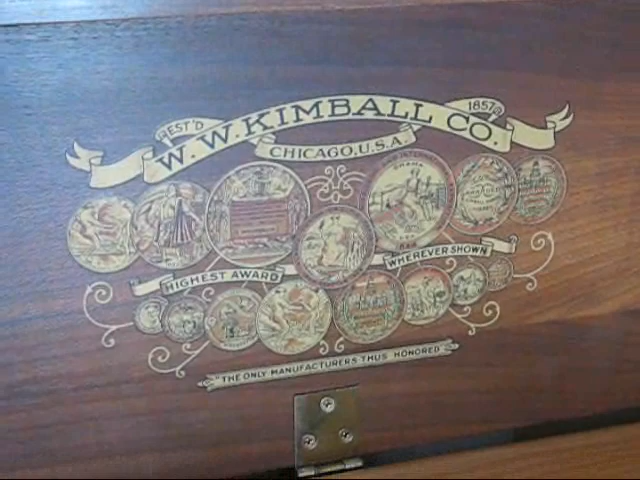 EST'D 1857
W. W. KIMBALL CO.
CHICAGO, U.S.A.
HIGHEST AWARD WHEREVER SHOWN
"THE ONLY MANUFACTURERS THUS HONORED"